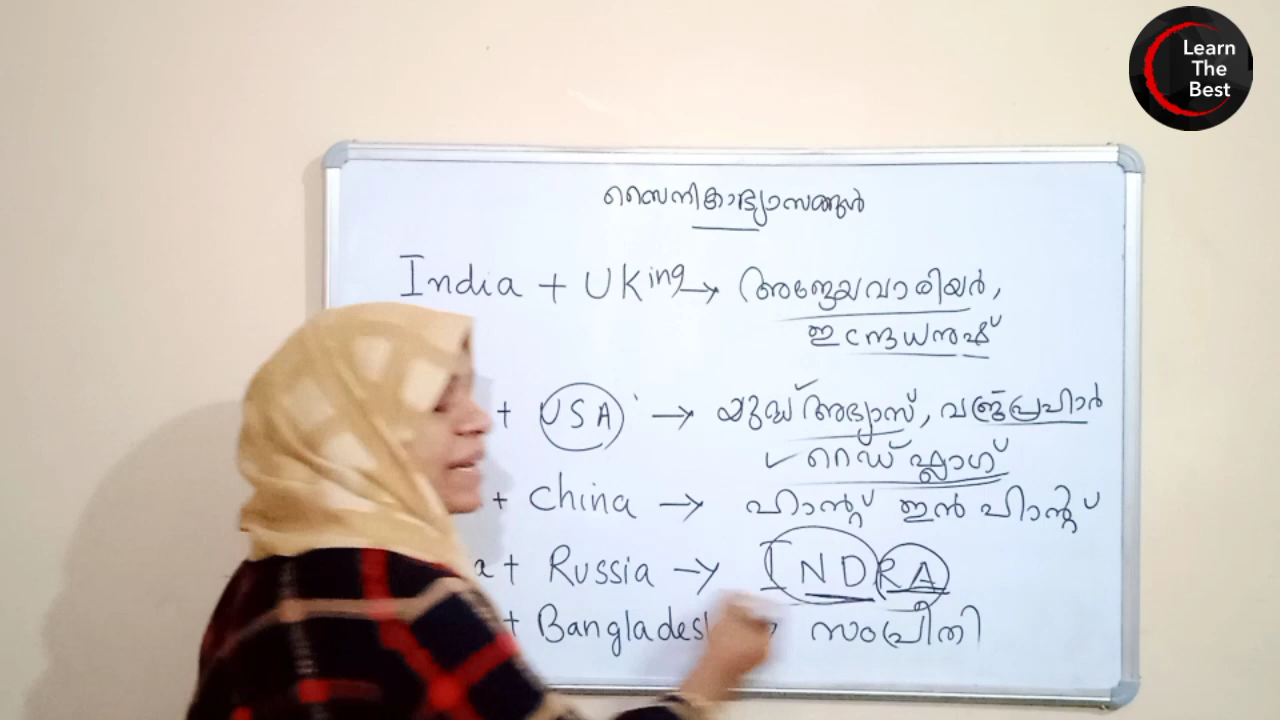 Learn
The
Best
സൈനികാഭ്യാസങ്ങൾ
India + UKing → അജേയവാരിയർ,
ഇന്ദ്രധനുഷ്
+ USA → യുദ്ധ് അഭ്യാസ്, വജ്രപ്രഹാർ
റെഡ് ഫ്ലാഗ്
+ China → ഹാൻ്റ് ഇൻ ഹാൻ്റ്
a + Russia → INDRA
+ Bangladesh സംപ്രീതി